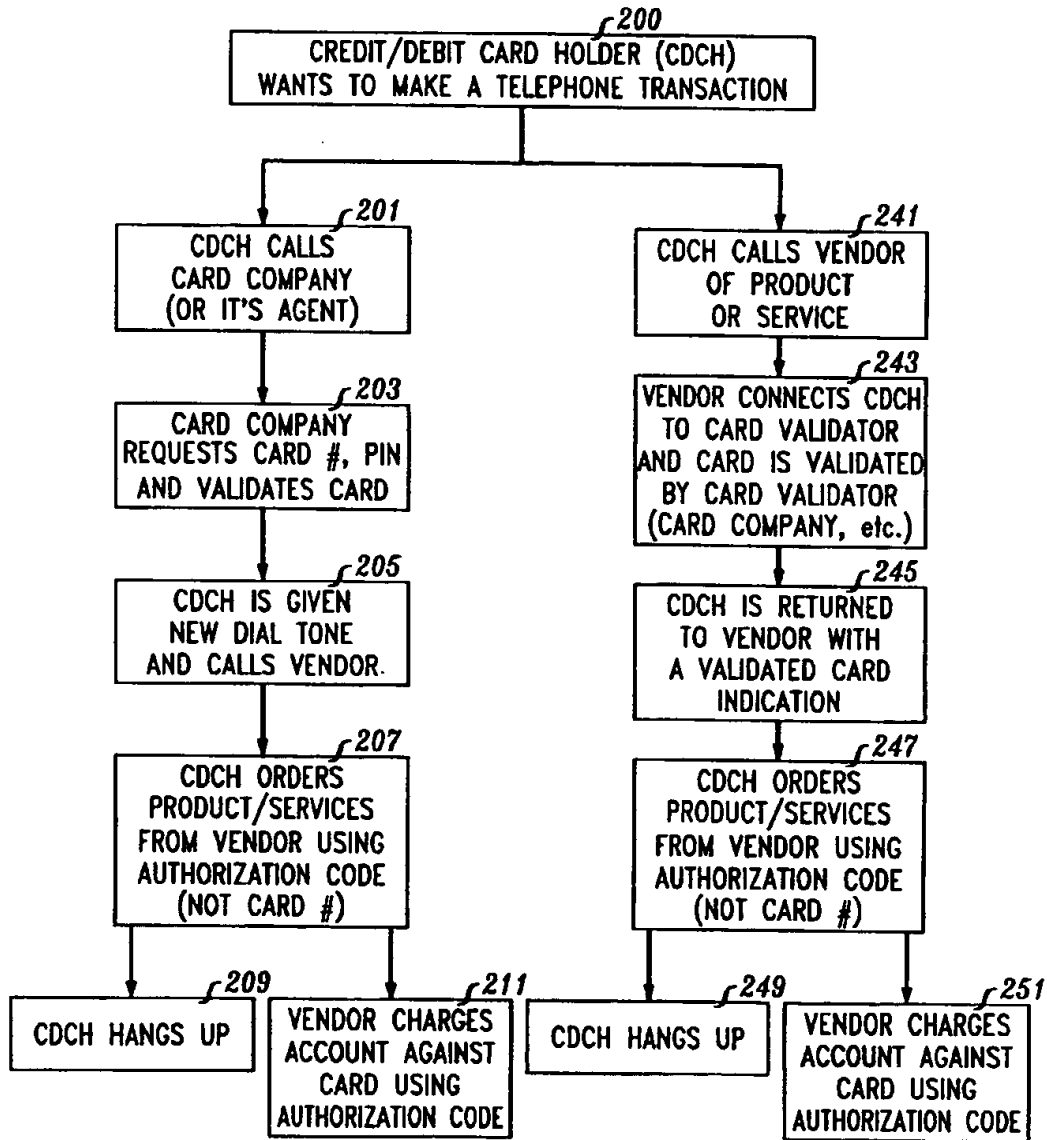 200
CREDIT/DEBIT CARD HOLDER (CDCH)
WANTS TO MAKE A TELEPHONE TRANSACTION
201
CDCH CALLS
CARD COMPANY
(OR IT'S AGENT)
203
CARD COMPANY
REQUESTS CARD #, PIN
AND VALIDATES CARD
205
CDCH IS GIVEN
NEW DIAL TONE
AND CALLS VENDOR.
207
CDCH ORDERS
PRODUCT/SERVICES
FROM VENDOR USING
AUTHORIZATION CODE
(NOT CARD #)
209
CDCH HANGS UP
211
VENDOR CHARGES
ACCOUNT AGAINST
CARD USING
AUTHORIZATION CODE
241
CDCH CALLS VENDOR
OF PRODUCT
OR SERVICE
243
VENDOR CONNECTS CDCH
TO CARD VALIDATOR
AND CARD IS VALIDATED
BY CARD VALIDATOR
(CARD COMPANY, etc.)
245
CDCH IS RETURNED
TO VENDOR WITH
A VALIDATED CARD
INDICATION
247
CDCH ORDERS
PRODUCT/SERVICES
FROM VENDOR USING
AUTHORIZATION CODE
(NOT CARD #)
249
CDCH HANGS UP
251
VENDOR CHARGES
ACCOUNT AGAINST
CARD USING
AUTHORIZATION CODE